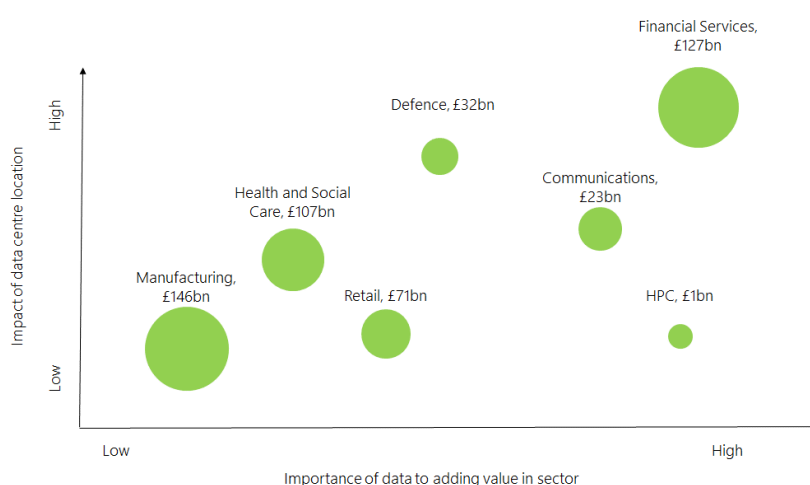 Financial Services,
£127bn
Defence, £32bn
High
Communications,
£23bn
Health and Social
Care, £107bn
Impact of data centre location
Manufacturing,
£146bn
Retail, £71bn
HPC, £1bn
Low
Low
High
Importance of data to adding value in sector